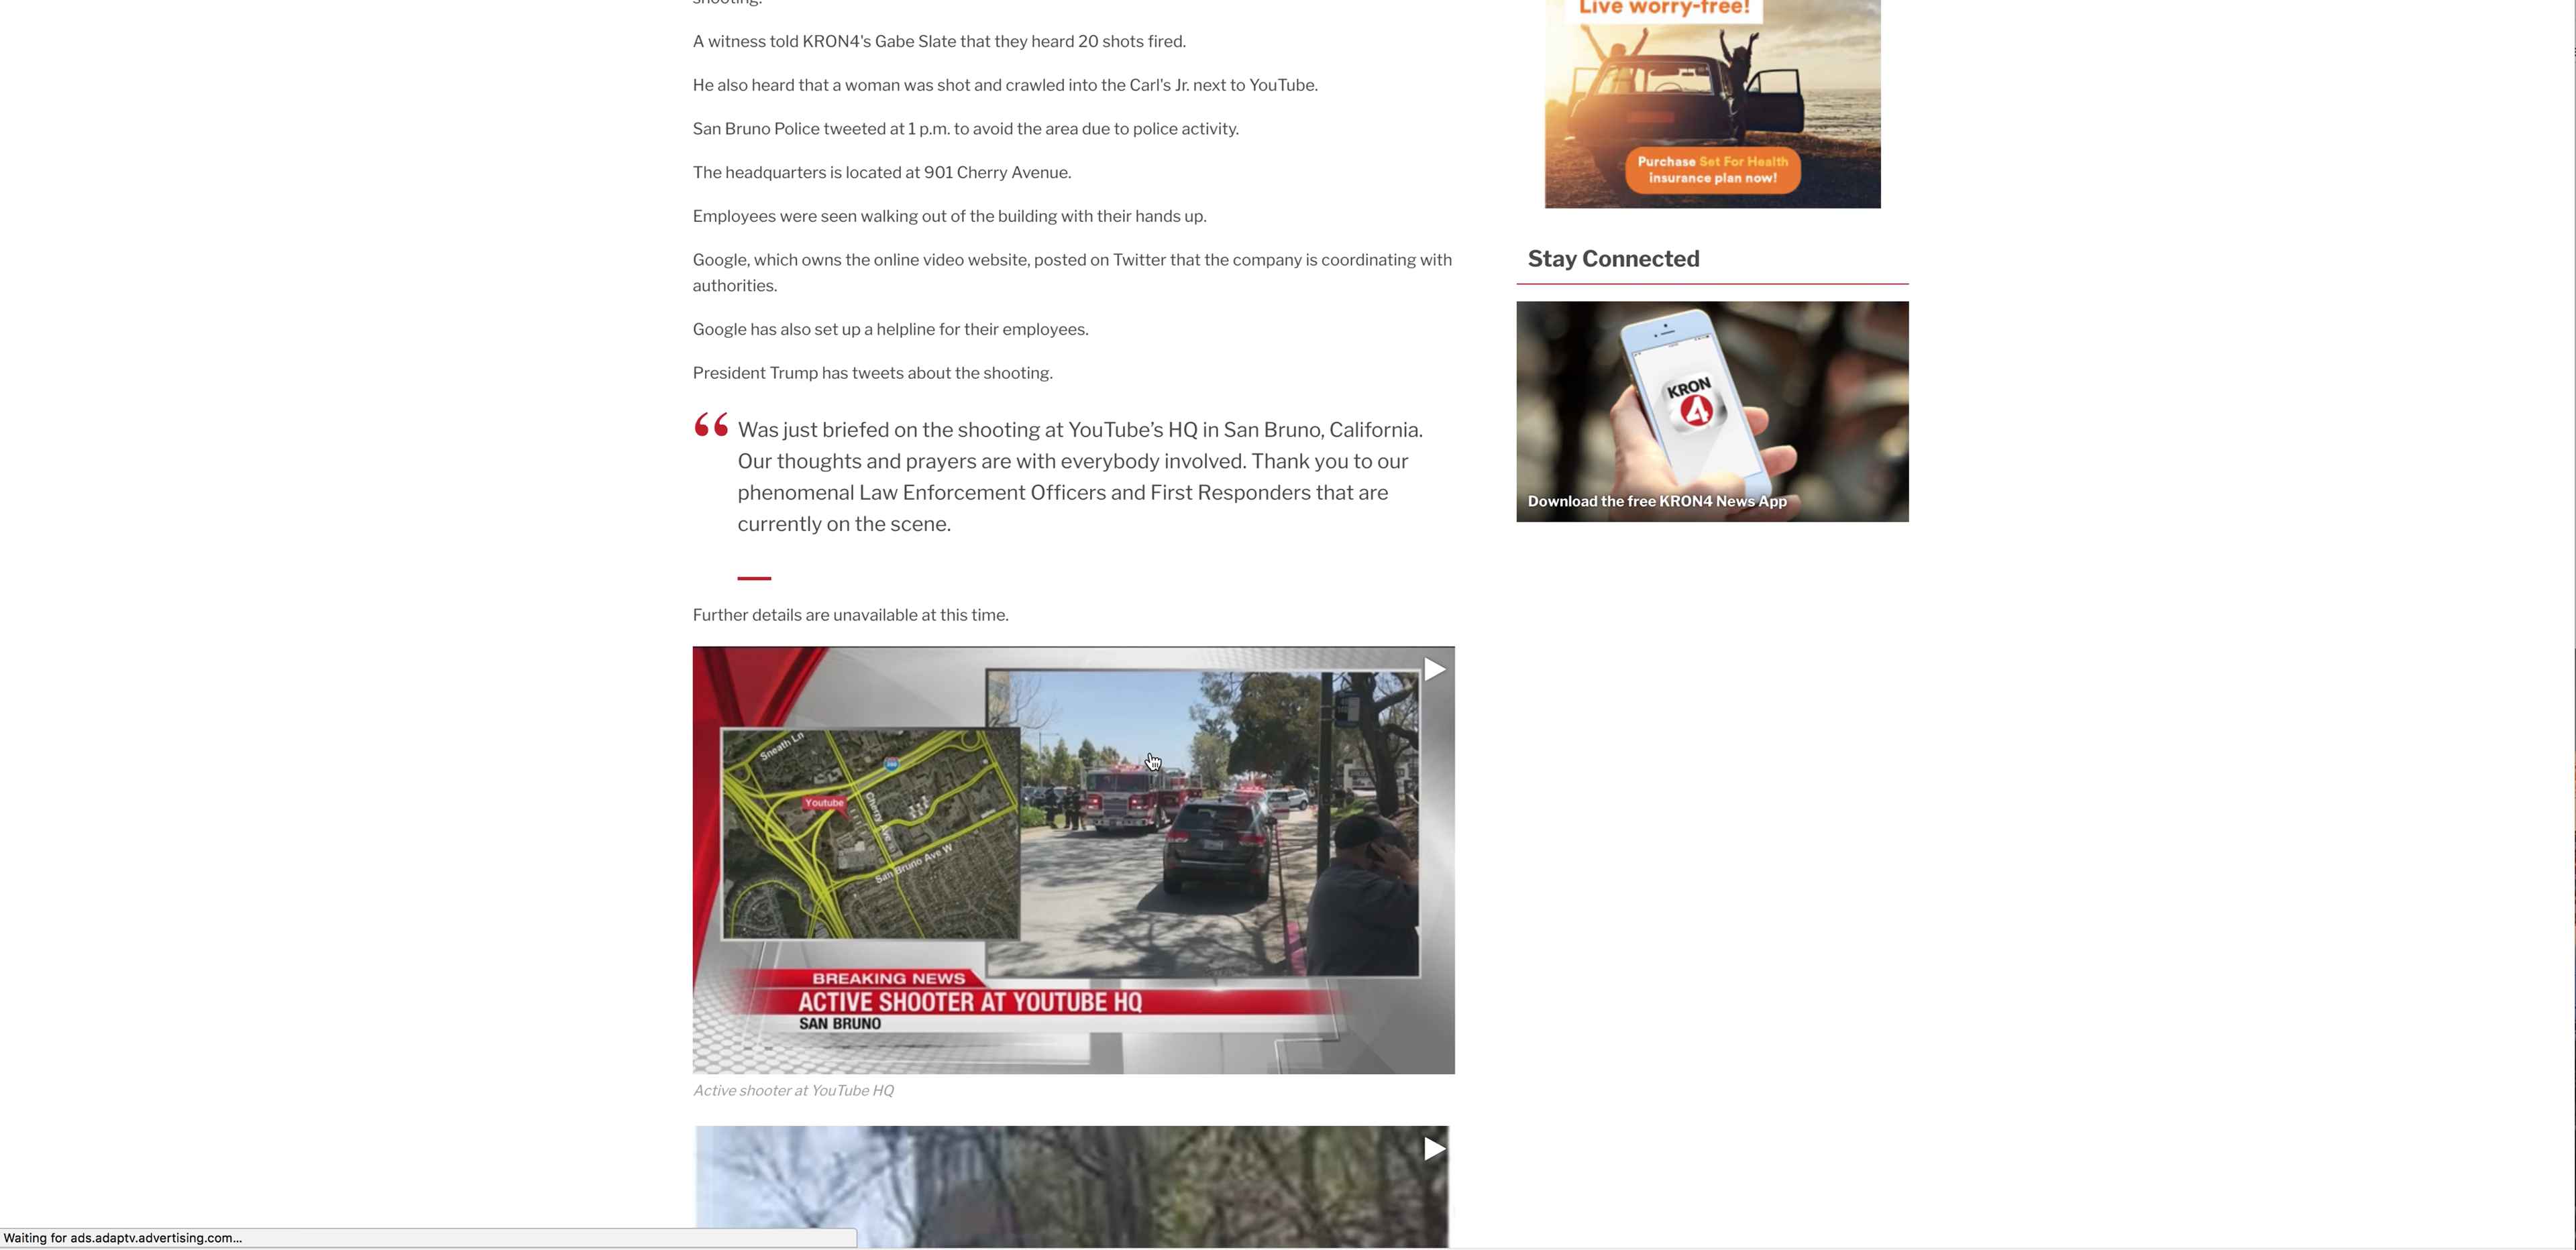 shooting.
A witness told KRON4's Gabe Slate that they heard 20 shots fired.
He also heard that a woman was shot and crawled into the Carl's Jr. next to YouTube.
San Bruno Police tweeted at 1 p.m. to avoid the area due to police activity.
The headquarters is located at 901 Cherry Avenue.
Employees were seen walking out of the building with their hands up.
Google, which owns the online video website, posted on Twitter that the company is coordinating with
authorities.
Google has also set up a helpline for their employees.
President Trump has tweets about the shooting.
“ Was just briefed on the shooting at YouTube’s HQ in San Bruno, California.
Our thoughts and prayers are with everybody involved. Thank you to our
phenomenal Law Enforcement Officers and First Responders that are
currently on the scene.
Further details are unavailable at this time.
Sneath Ln
280
Youtube
Cherry Ave
San Bruno Ave W
BREAKING NEWS
ACTIVE SHOOTER AT YOUTUBE HQ
SAN BRUNO
Active shooter at YouTube HQ
Live worry-free!
Purchase Set For Health
insurance plan now!
Stay Connected
KRON
4
Download the free KRON4 News App
Waiting for ads.adaptv.advertising.com...